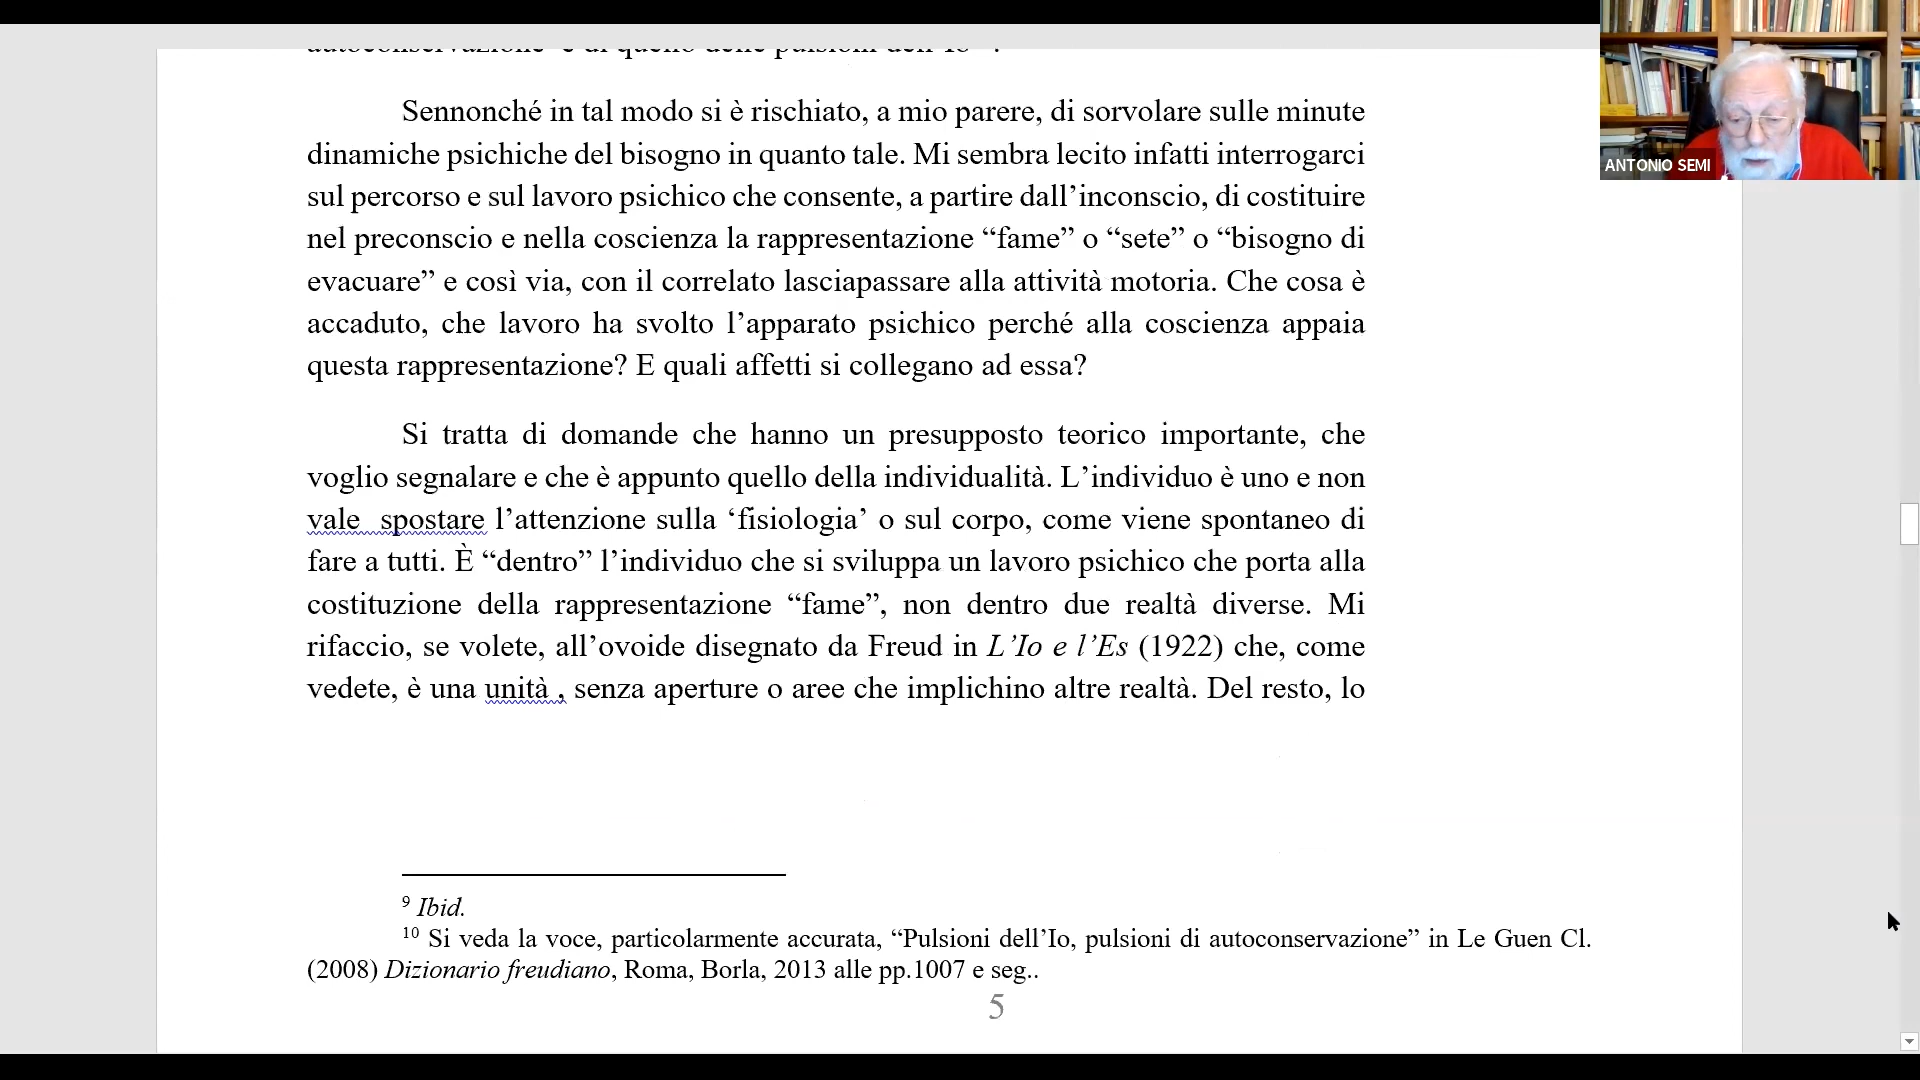 autoconservazione e di quello delle pulsioni dell’Io
Sennonché in tal modo si è rischiato, a mio parere, di sorvolare sulle minute
dinamiche psichiche del bisogno in quanto tale. Mi sembra lecito infatti interrogarci
sul percorso e sul lavoro psichico che consente, a partire dall’inconscio, di costituire
nel preconscio e nella coscienza la rappresentazione “fame” o “sete” o “bisogno di
evacuare” e così via, con il correlato lasciapassare alla attività motoria. Che cosa è
accaduto, che lavoro ha svolto l’apparato psichico perché alla coscienza appaia
questa rappresentazione? E quali affetti si collegano ad essa?
Si tratta di domande che hanno un presupposto teorico importante, che
voglio segnalare e che è appunto quello della individualità. L’individuo è uno e non
vale spostare l’attenzione sulla ‘fisiologia’ o sul corpo, come viene spontaneo di
fare a tutti. È “dentro” l’individuo che si sviluppa un lavoro psichico che porta alla
costituzione della rappresentazione “fame”, non dentro due realtà diverse. Mi
rifaccio, se volete, all’ovoide disegnato da Freud in L’Io e l’Es (1922) che, come
vedete, è una unità , senza aperture o aree che implichino altre realtà. Del resto, lo
9 Ibid.
10 Si veda la voce, particolarmente accurata, “Pulsioni dell’Io, pulsioni di autoconservazione” in Le Guen Cl.
(2008) Dizionario freudiano, Roma, Borla, 2013 alle pp.1007 e seg..
5
ANTONIO SEMI